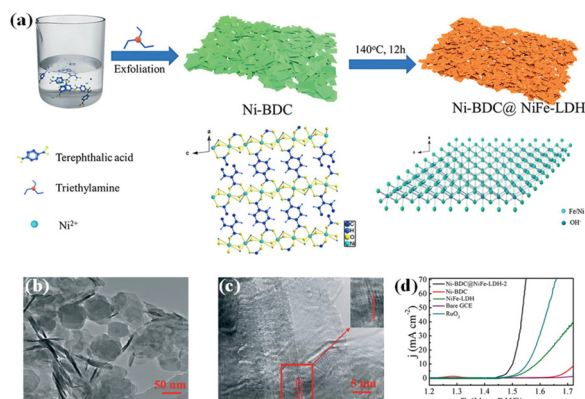 (a)
Exfoliation
140°C, 12h
Ni-BDC
Ni-BDC@ NiFe-LDH
Terephthalic acid
Triethylamine
Ni²⁺
a
c
C
H
O
Ni
Fe/Ni
OH⁻
(b)
50 nm
(c)
5 nm
(d)
Ni-BDC@NiFe-LDH-2
Ni-BDC
NiFe-LDH
Bare GCE
RuO₂
j (mA cm⁻²)
70
60
50
40
30
20
10
0
1.2 1.3 1.4 1.5 1.6 1.7